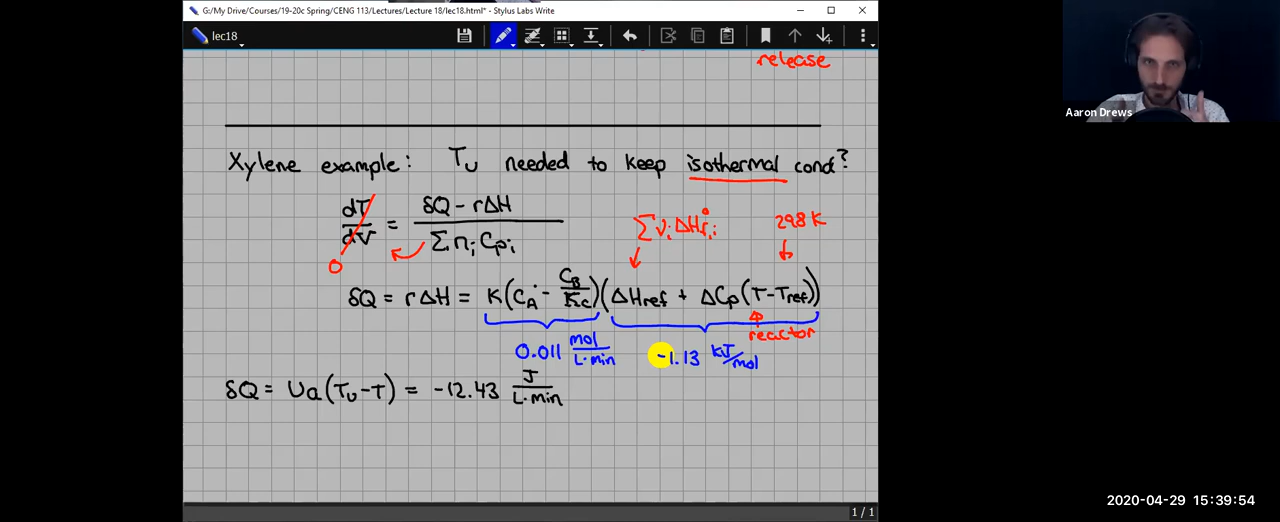 G:/My Drive/Courses/19-20c Spring/CENG 113/Lectures/Lecture 18/lec18.html* - Stylus Labs Write
lec18
release
Aaron Drews
Xylene example: Tu needed to keep isothermal cond?
dT/dV = (δQ - rΔH) / (Σ nᵢ Cpᵢ)
0
Σνᵢ ΔH°f,ᵢ
298 K
δQ = rΔH = k(CA - CB/Kc)(ΔHref + ΔCp(T-Tref))
reactor
0.011 mol/L·min
-1.13 kJ/mol
δQ = Ua(Tu-T) = -12.43 J/L·min
1 / 1
2020-04-29 15:39:54